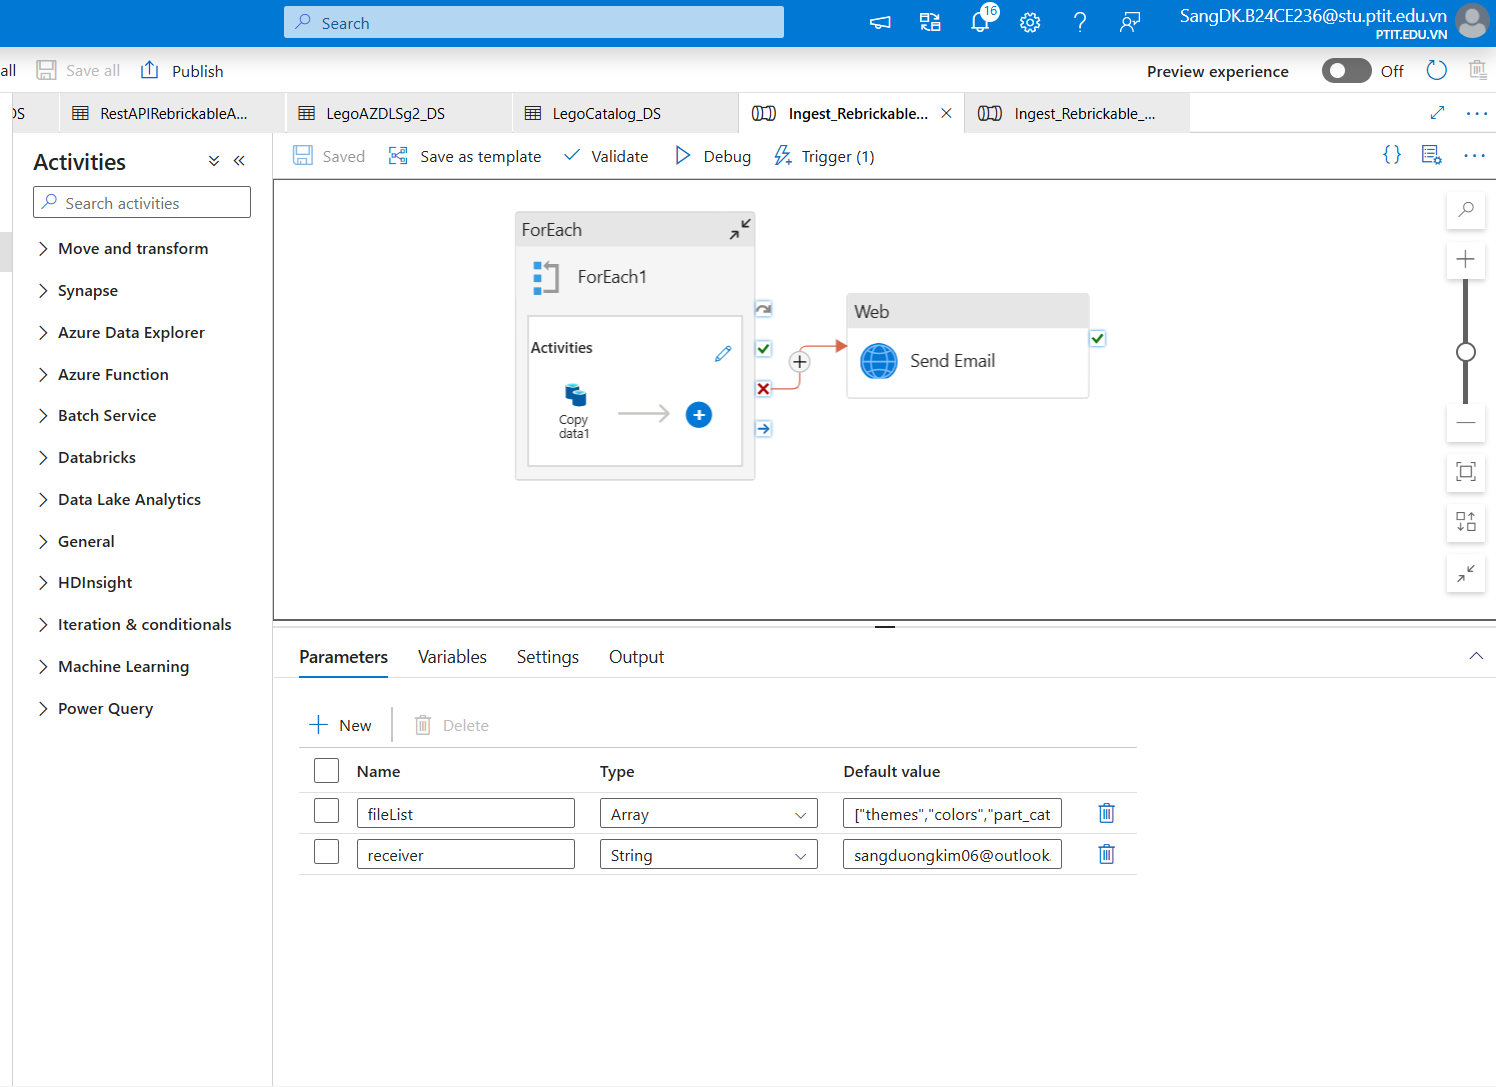 Search
16
SangDK.B24CE236@stu.ptit.edu.vn
PTIT.EDU.VN
all
Save all
Publish
Preview experience
Off
DS
RestAPIRebrickableA...
LegoAZDLSg2_DS
LegoCatalog_DS
Ingest_Rebrickable...
Ingest_Rebrickable_...
Activities
Saved
Save as template
Validate
Debug
Trigger (1)
{}
Search activities
Move and transform
Synapse
Azure Data Explorer
Azure Function
Batch Service
Databricks
Data Lake Analytics
General
HDInsight
Iteration & conditionals
Machine Learning
Power Query
ForEach
ForEach1
Activities
Copy
data1
Web
Send Email
Parameters
Variables
Settings
Output
New
Delete
Name
Type
Default value
fileList
Array
["themes","colors","part_cat
receiver
String
sangduongkim06@outlook.